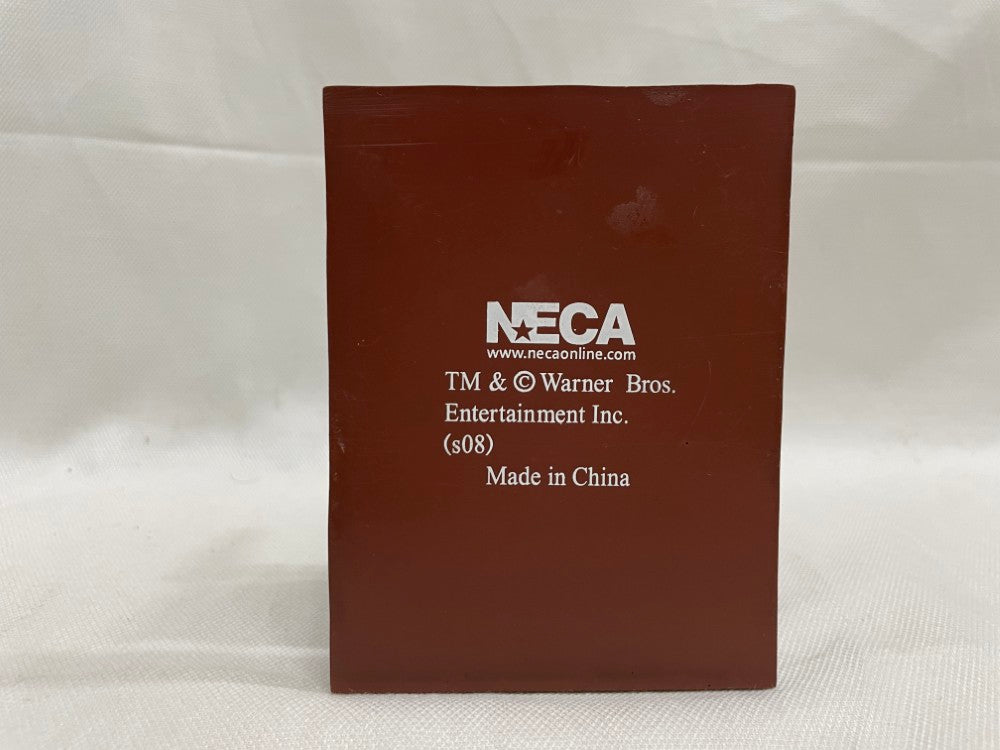 NECA
www.necaonline.com
TM & © Warner Bros.
Entertainment Inc.
(s08)
Made in China